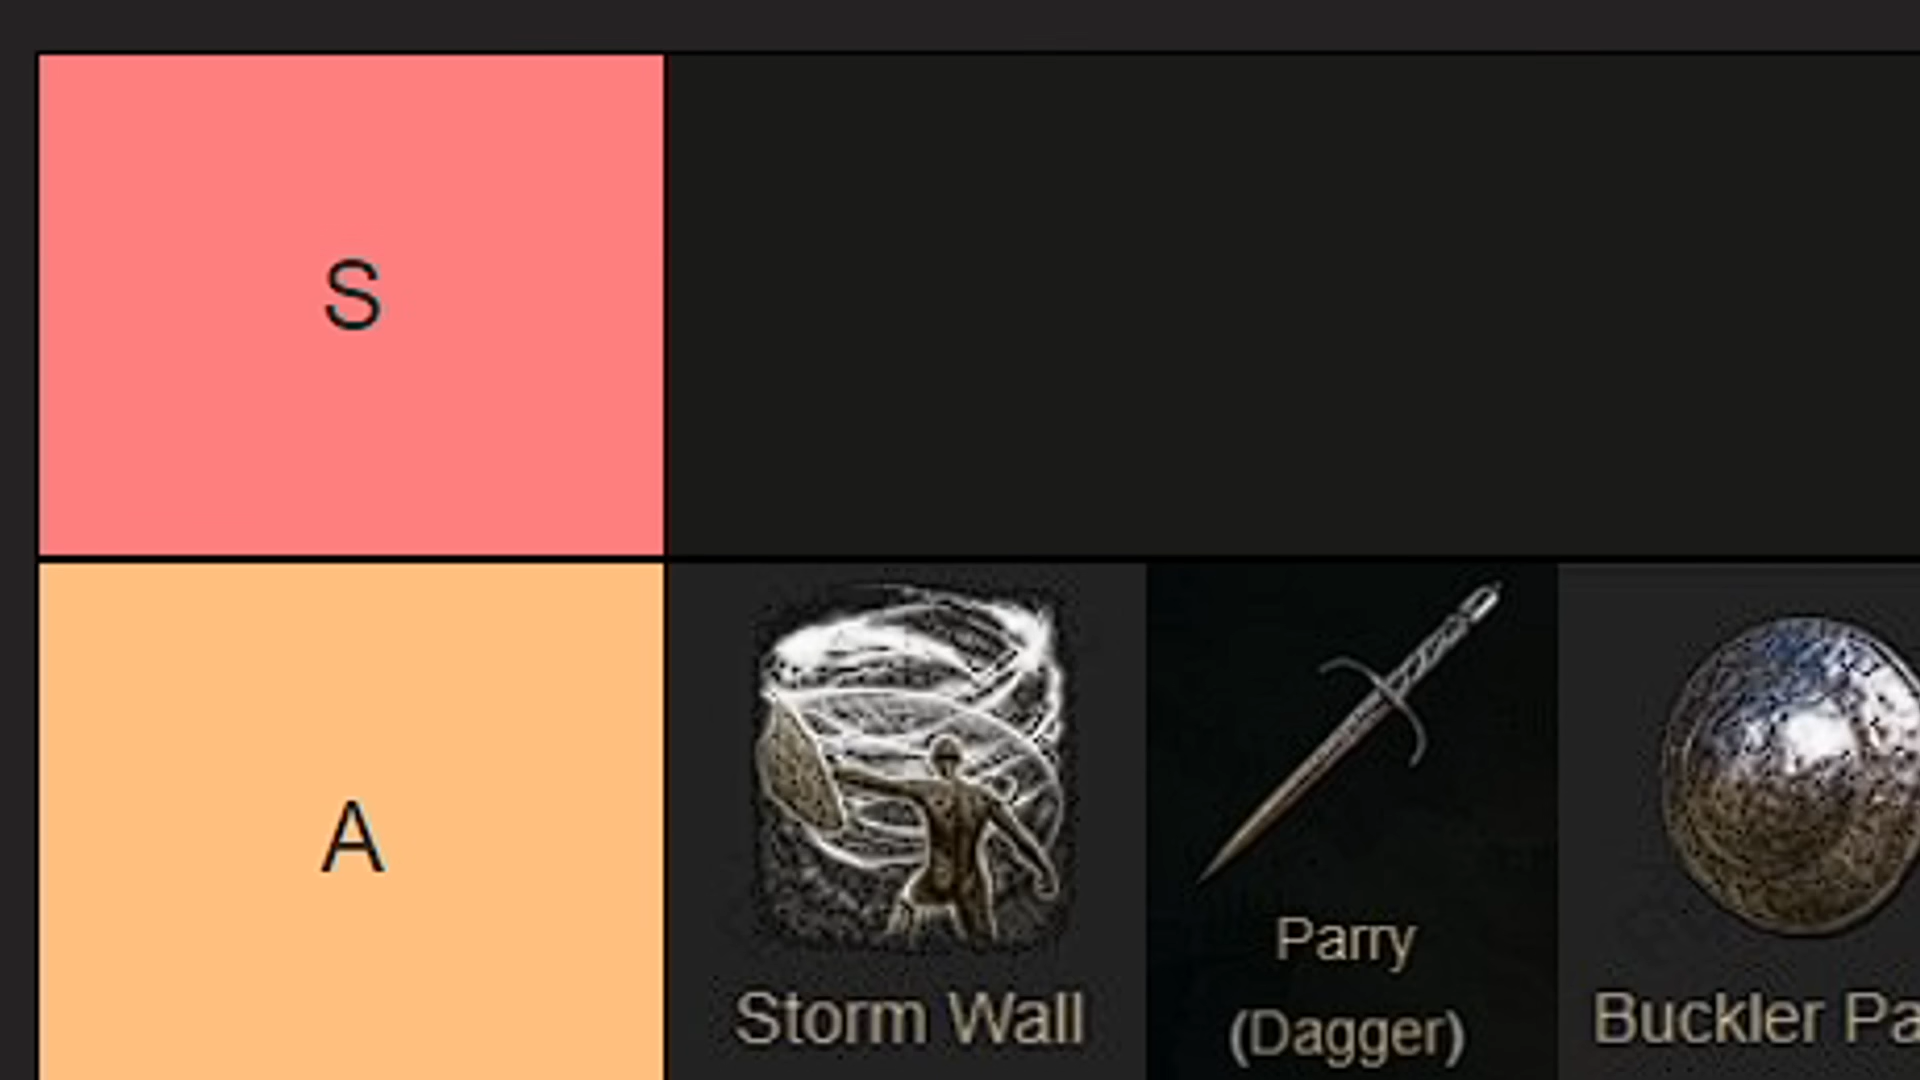 S
A
Storm Wall
Parry
(Dagger)
Buckler